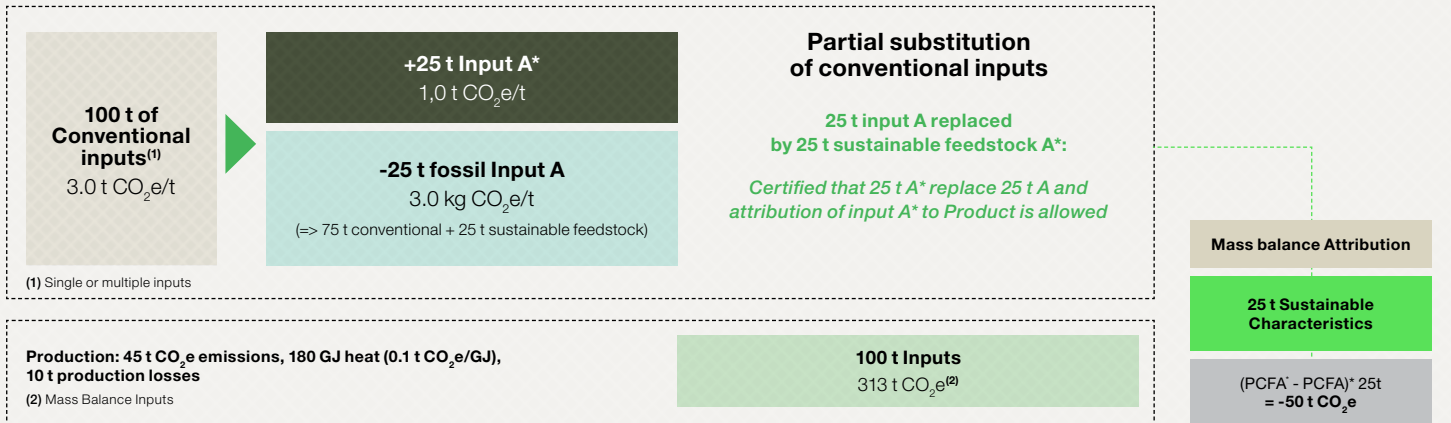 100 t of
Conventional
inputs(1)
3.0 t CO2e/t
(1) Single or multiple inputs
+25 t Input A*
1,0 t CO2e/t
-25 t fossil Input A
3.0 kg CO2e/t
(=> 75 t conventional + 25 t sustainable feedstock)
Partial substitution
of conventional inputs
25 t input A replaced
by 25 t sustainable feedstock A*:
Certified that 25 t A* replace 25 t A and
attribution of input A* to Product is allowed
Mass balance Attribution
25 t Sustainable
Characteristics
(PCFA* - PCFA)* 25t
= -50 t CO2e
Production: 45 t CO2e emissions, 180 GJ heat (0.1 t CO2e/GJ),
10 t production losses
(2) Mass Balance Inputs
100 t Inputs
313 t CO2e(2)